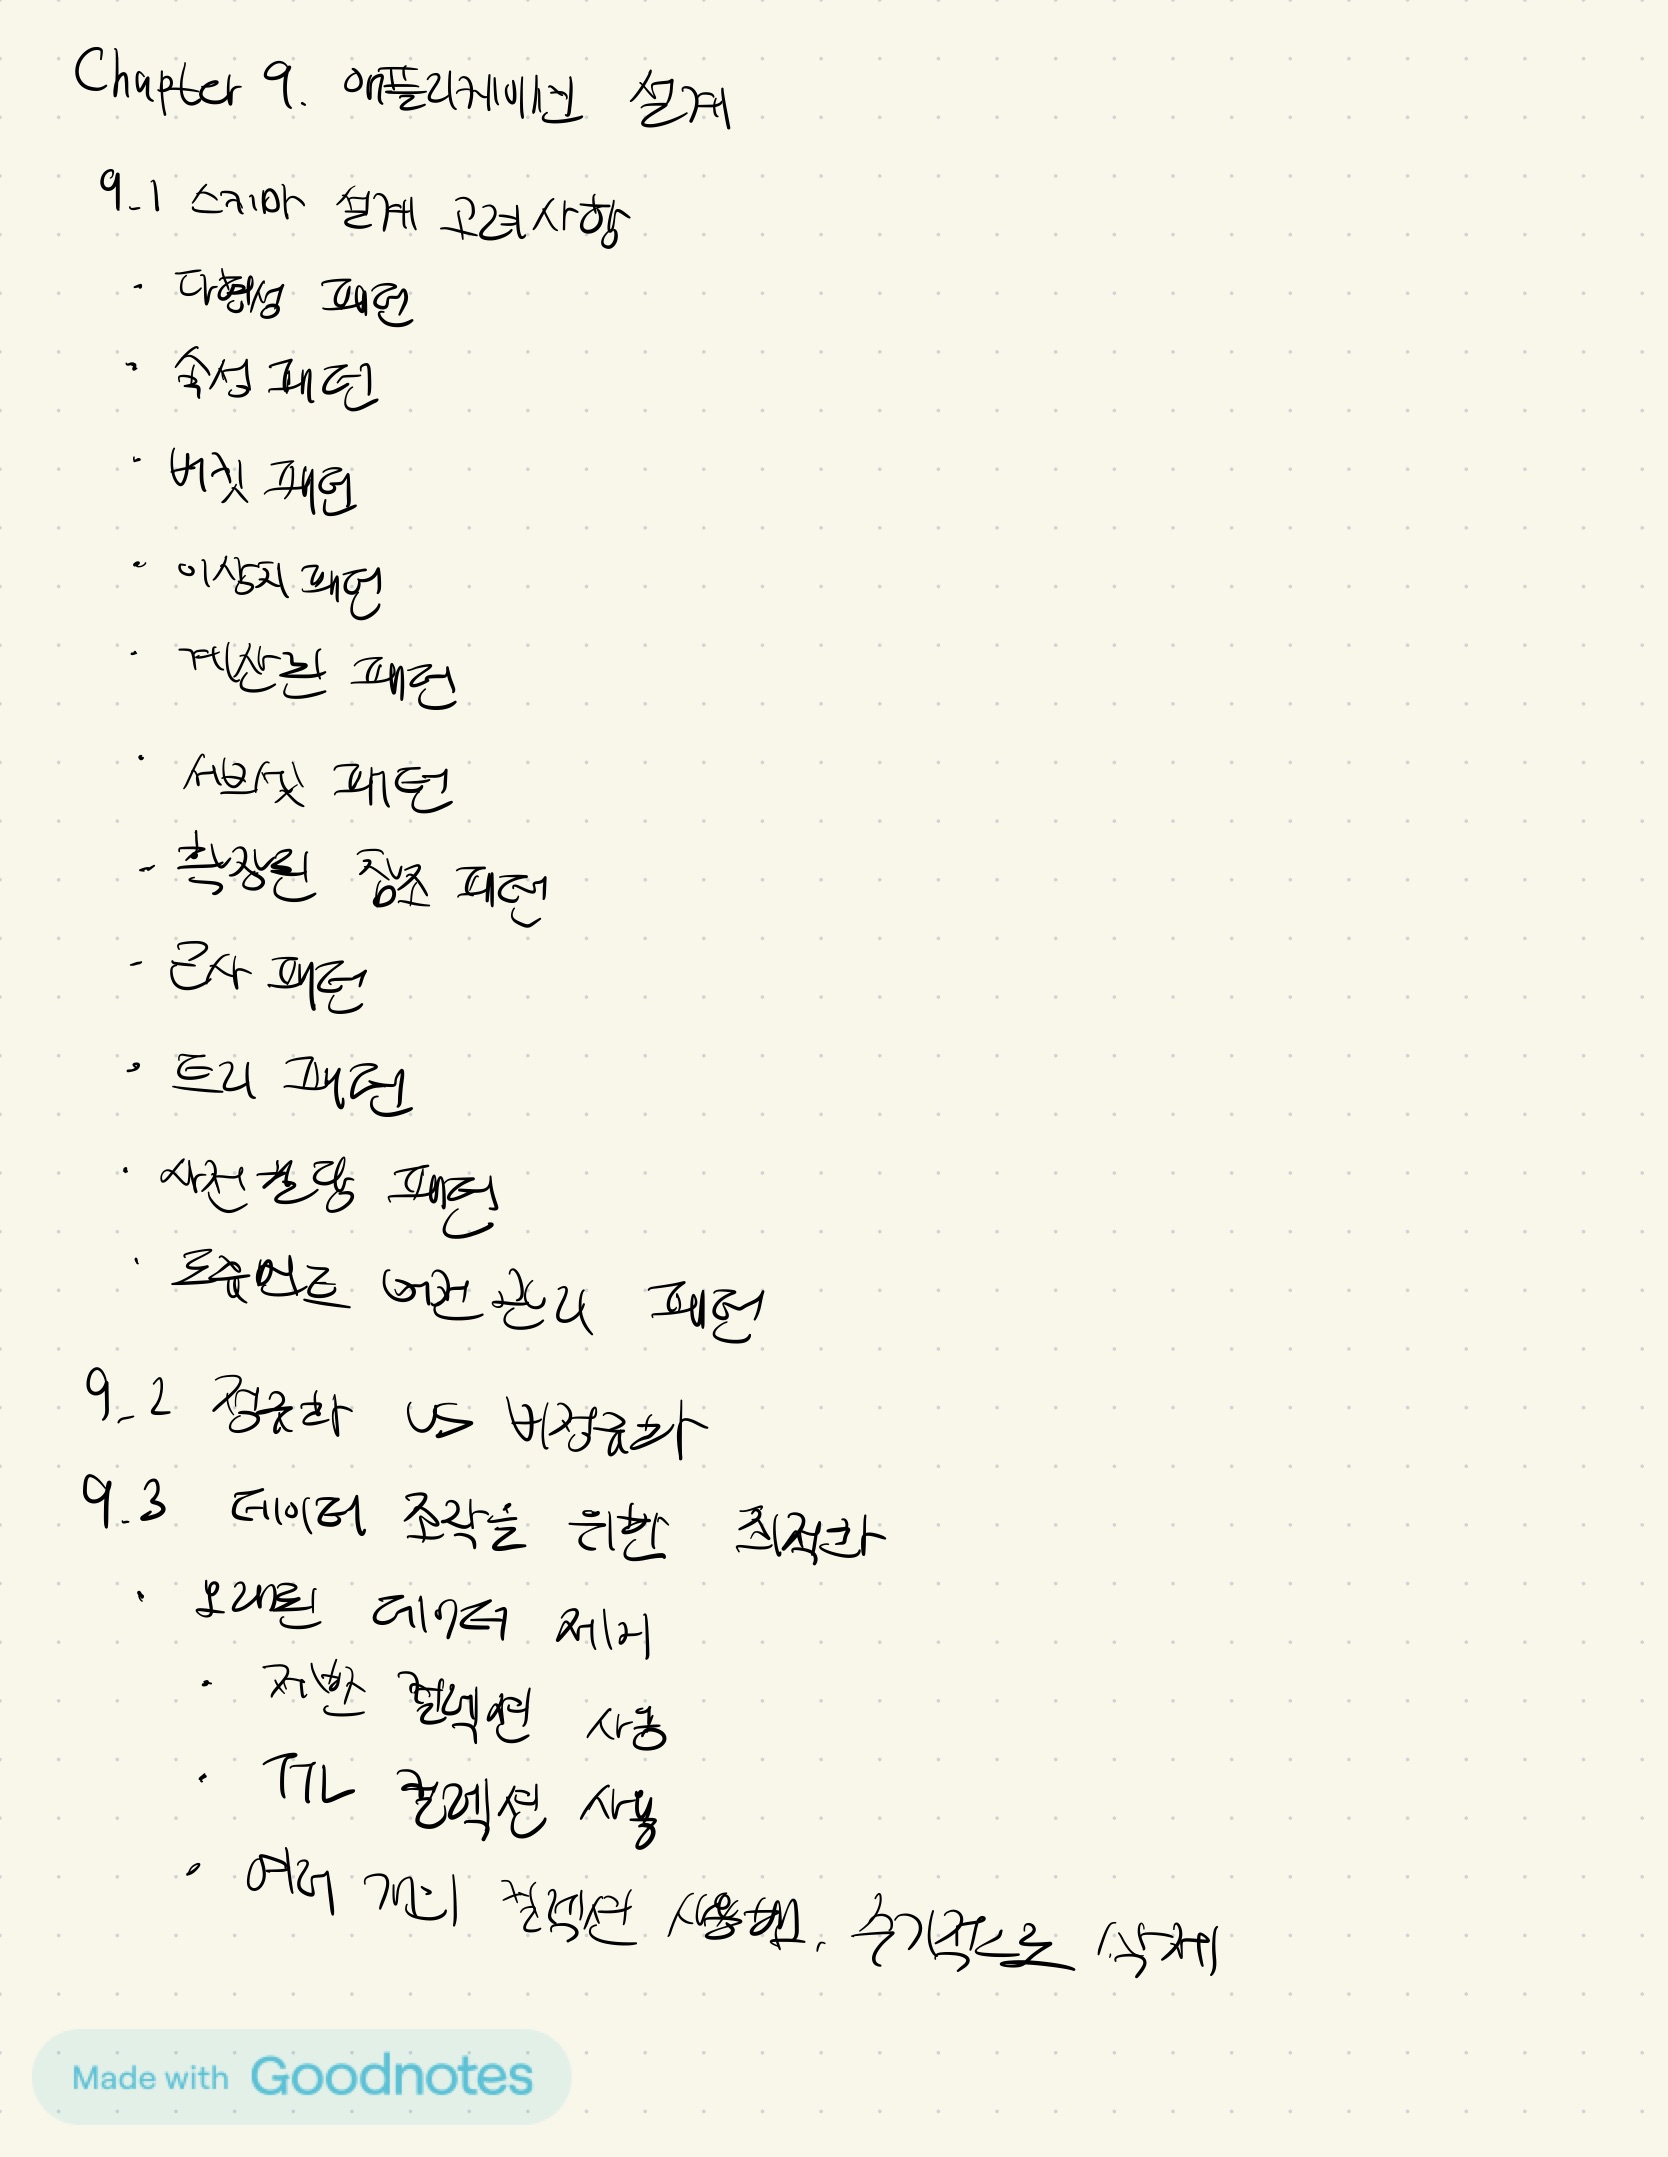 Chapter 9. 애플리케이션 설계
9.1 스키마 설계 고려사항
· 다형성 패턴
· 속성 패턴
· 버킷 패턴
· 이상치 패턴
· 계산된 패턴
· 서브셋 패턴
· 확장된 참조 패턴
· 근사 패턴
· 트리 패턴
· 사전 할당 패턴
· 도큐먼트 버전 관리 패턴
9.2 정규화 vs 비정규화
9.3 데이터 조작을 위한 최적화
· 오래된 데이터 제거
· 제한 컬렉션 사용
· TTL 컬렉션 사용
· 여러 개의 컬렉션 사용햄. 주기적으로 삭제
Made with Goodnotes